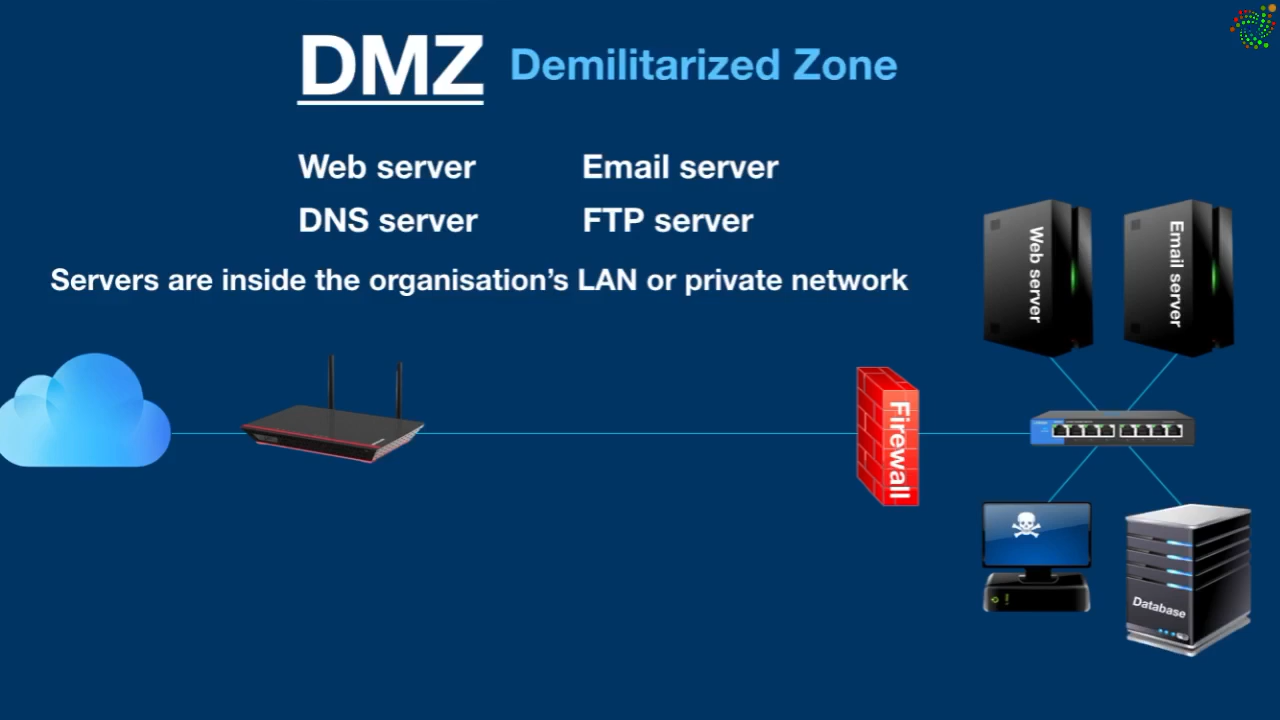 DMZ Demilitarized Zone
Web server Email server
DNS server FTP server
Servers are inside the organisation’s LAN or private network
Web server
Email server
Firewall
Database